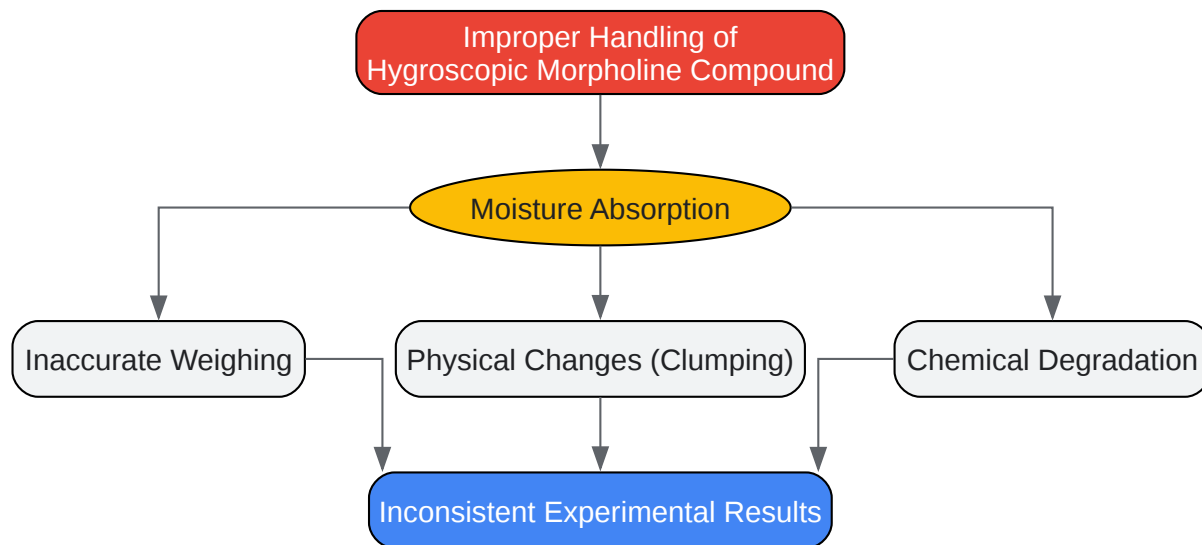 Improper Handling of
Hygroscopic Morpholine Compound
Moisture Absorption
Inaccurate Weighing
Physical Changes (Clumping)
Chemical Degradation
Inconsistent Experimental Results